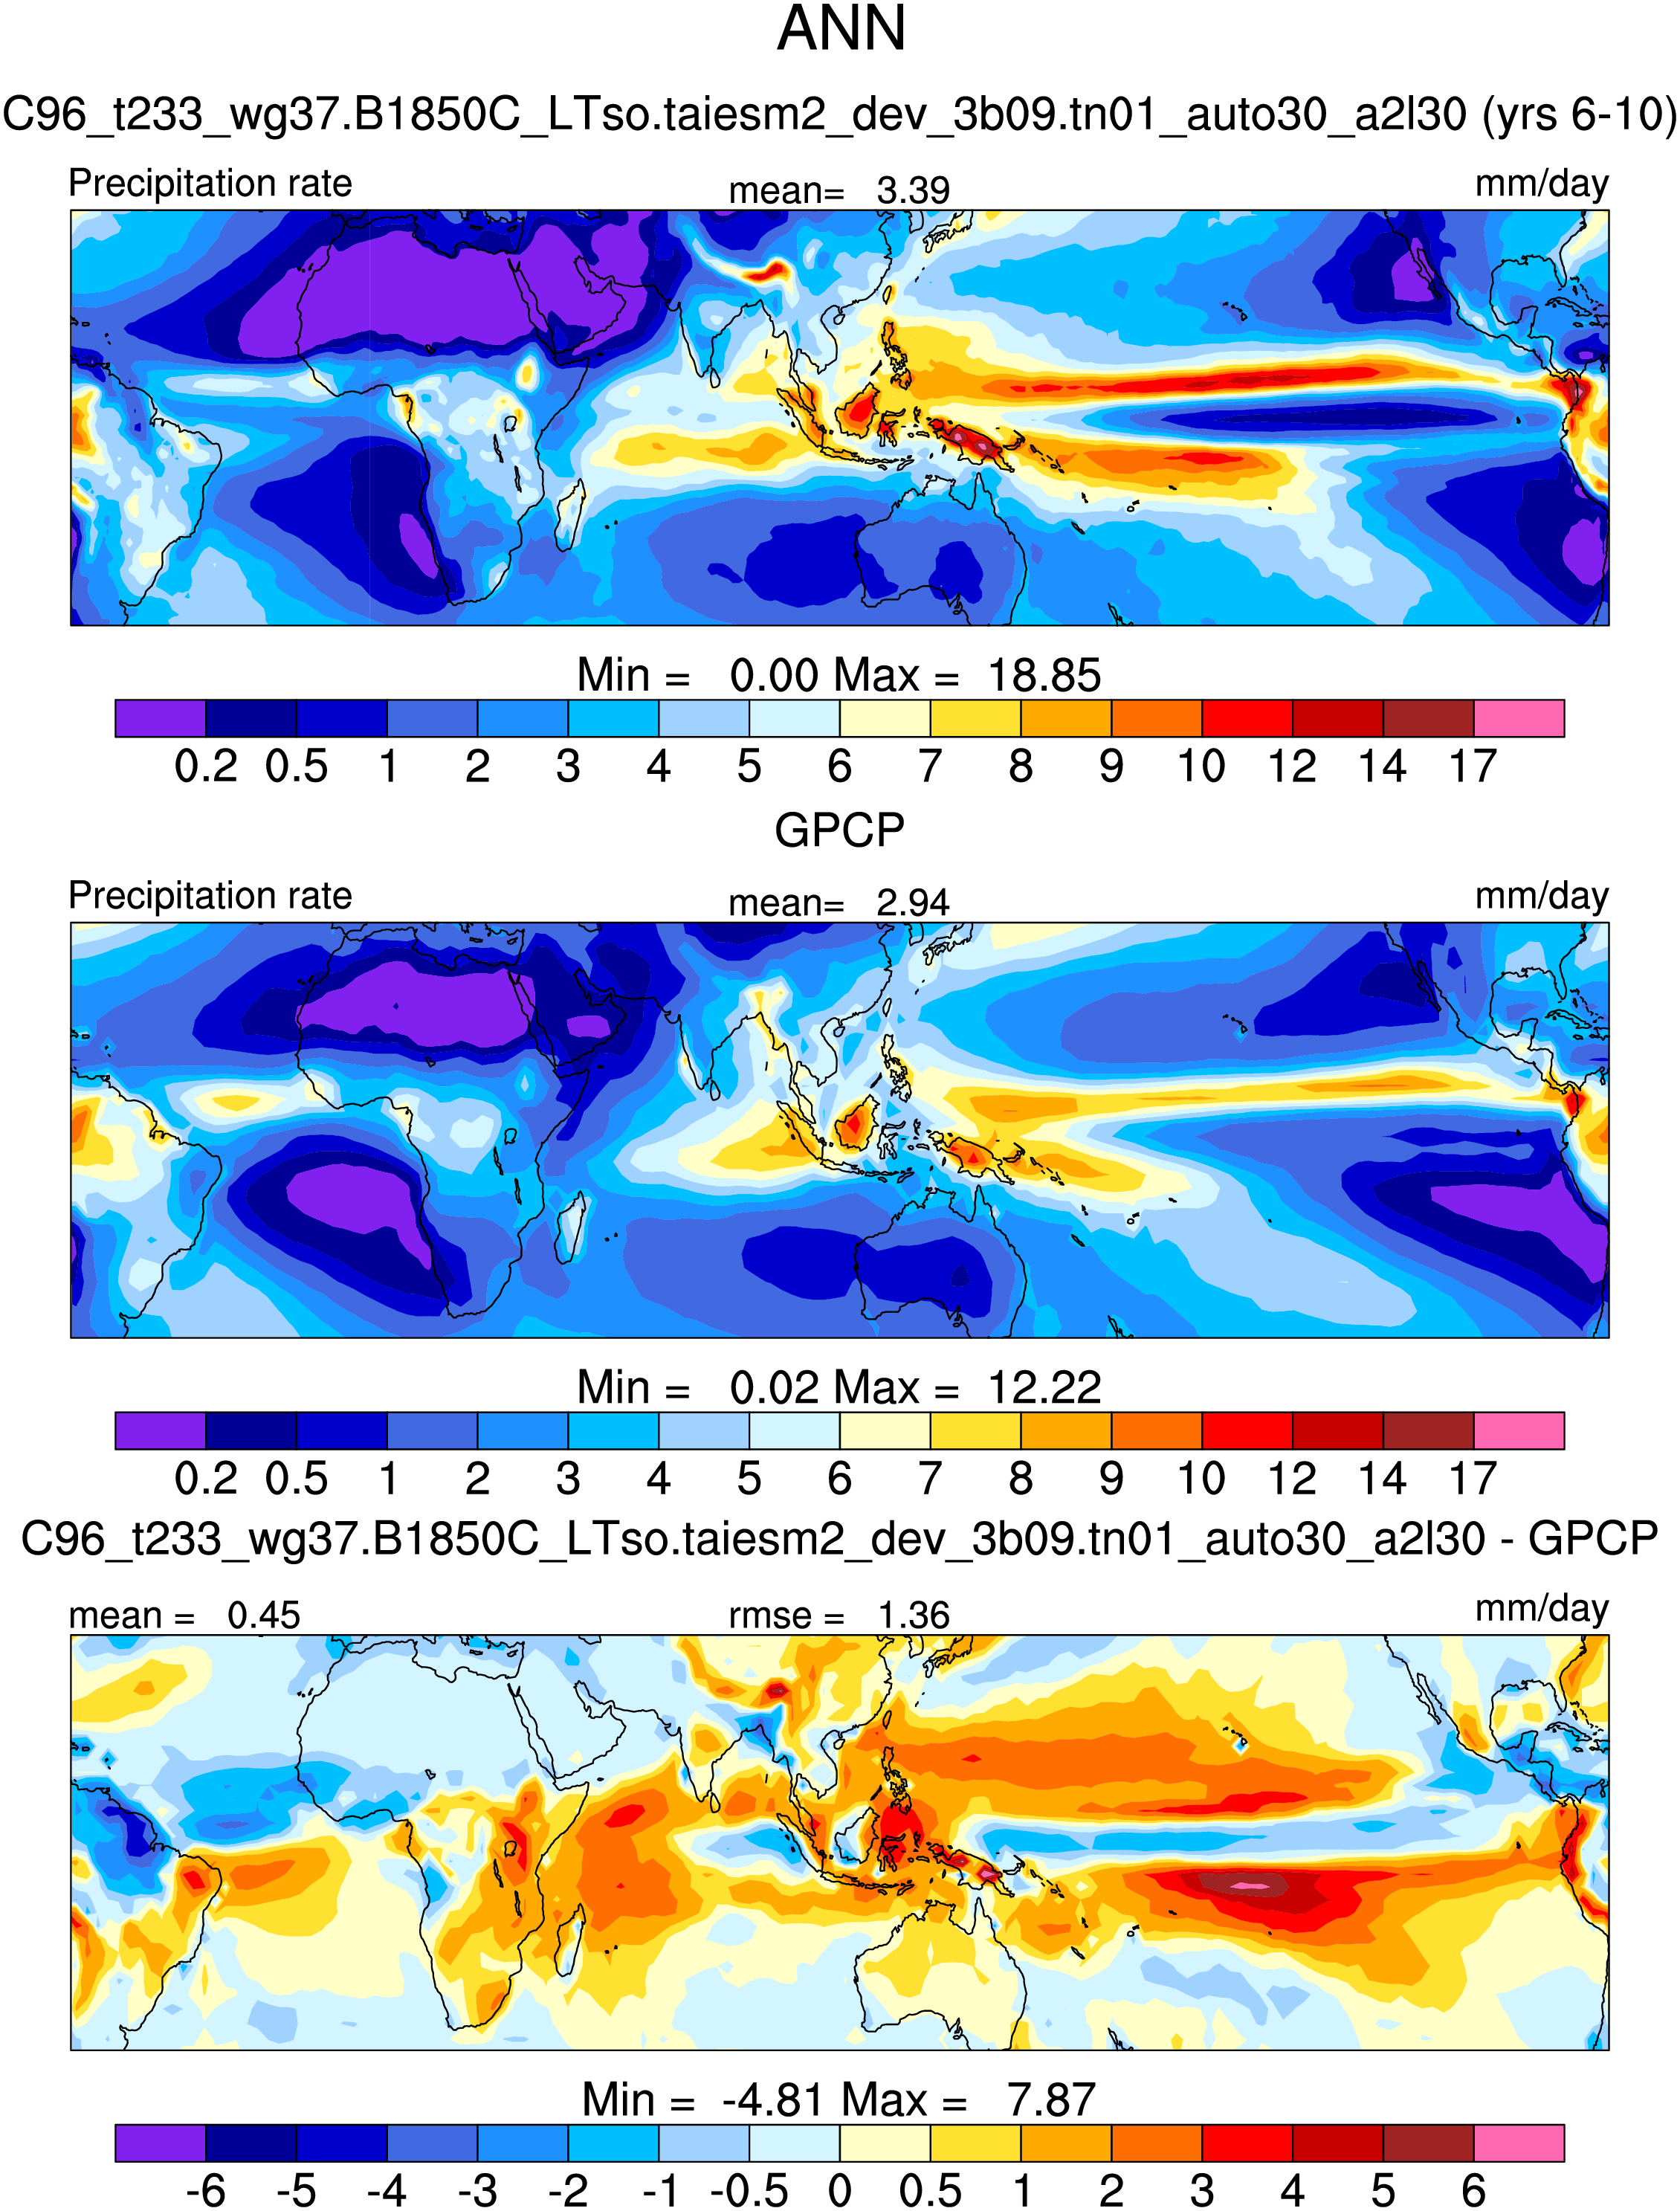 ANN
C96_t233_wg37.B1850C_LTso.taiesm2_dev_3b09.tn01_auto30_a2l30 (yrs 6-10)
Precipitation rate mean= 3.39 mm/day
Min = 0.00 Max = 18.85
0.2 0.5 1 2 3 4 5 6 7 8 9 10 12 14 17
GPCP
Precipitation rate mean= 2.94 mm/day
Min = 0.02 Max = 12.22
0.2 0.5 1 2 3 4 5 6 7 8 9 10 12 14 17
C96_t233_wg37.B1850C_LTso.taiesm2_dev_3b09.tn01_auto30_a2l30 - GPCP
mean = 0.45 rmse = 1.36 mm/day
Min = -4.81 Max = 7.87
-6 -5 -4 -3 -2 -1 -0.5 0 0.5 1 2 3 4 5 6